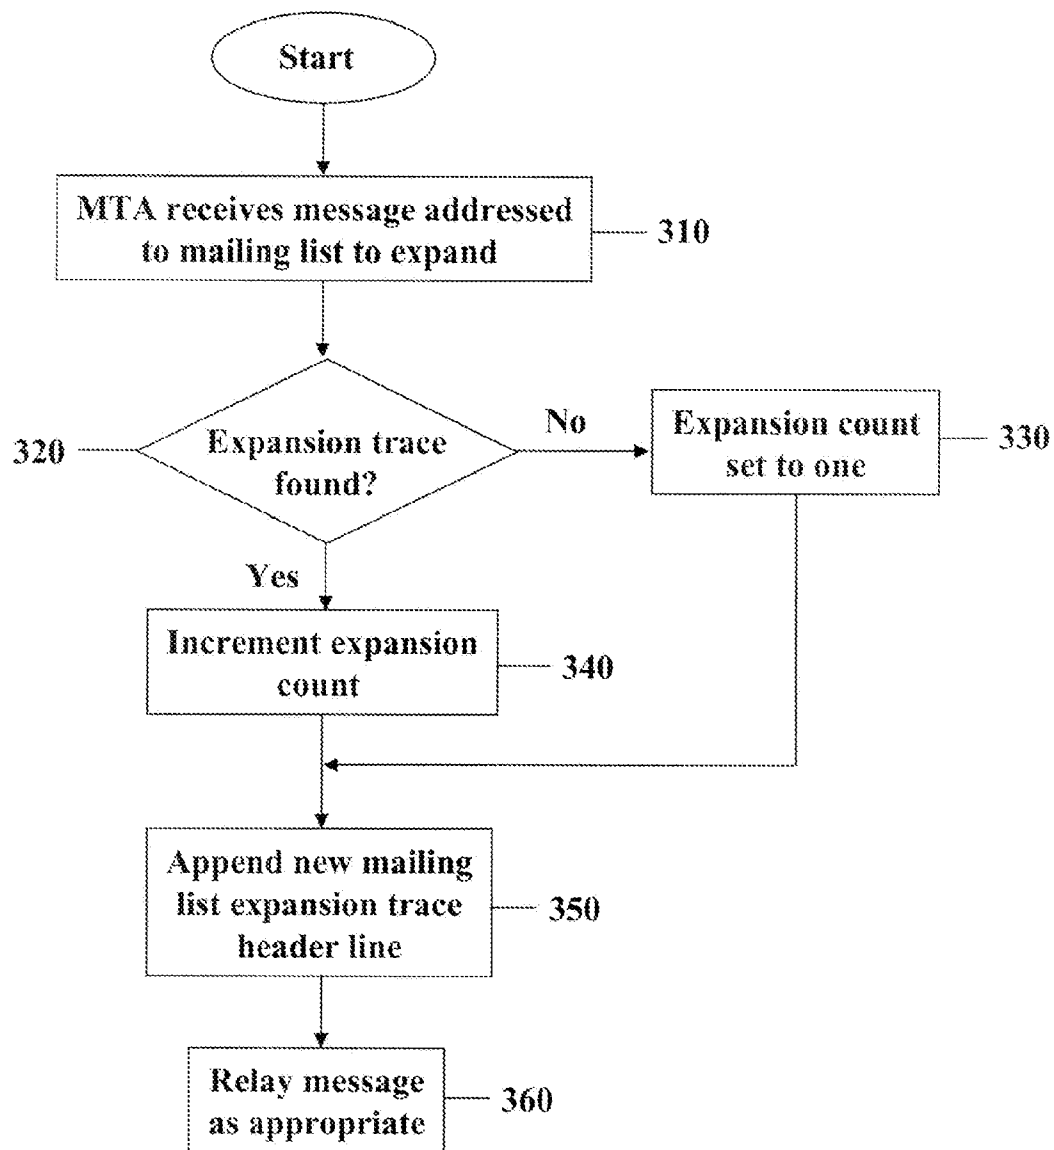 Start
MTA receives message addressed
to mailing list to expand
310
320
Expansion trace
found?
No
Expansion count
set to one
330
Yes
Increment expansion
count
340
Append new mailing
list expansion trace
header line
350
Relay message
as appropriate
360